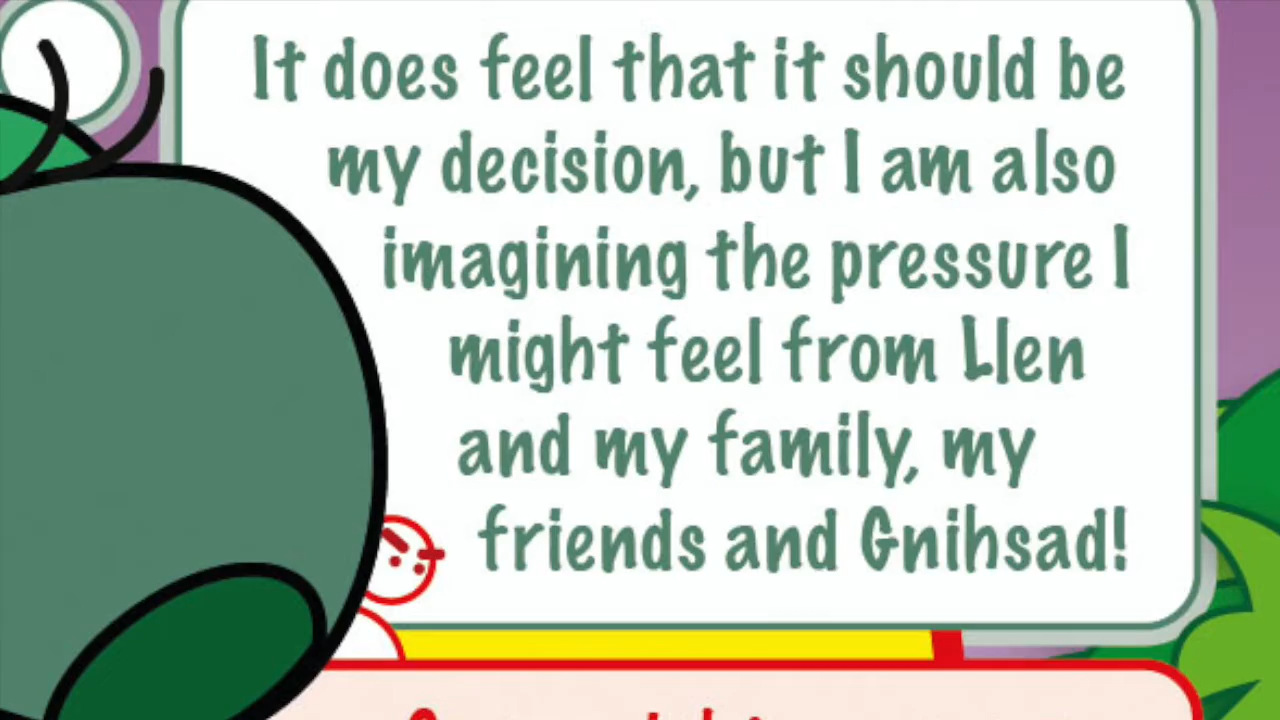 It does feel that it should be
my decision, but I am also
imagining the pressure I
might feel from Llen
and my family, my
friends and Gnihsad!